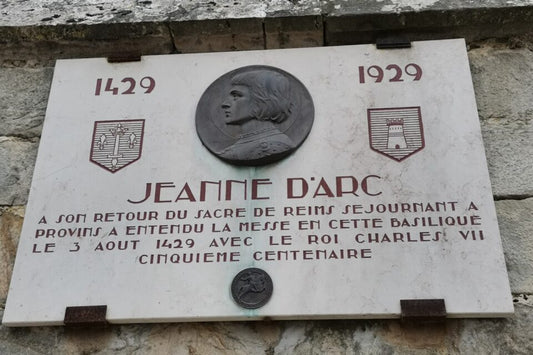 1429 1929
JEANNE D'ARC
A SON RETOUR DU SACRE DE REIMS SEJOURNANT A
PROVINS A ENTENDU LA MESSE EN CETTE BASILIQUE
LE 3 AOUT 1429 AVEC LE ROI CHARLES VII
CINQUIEME CENTENAIRE